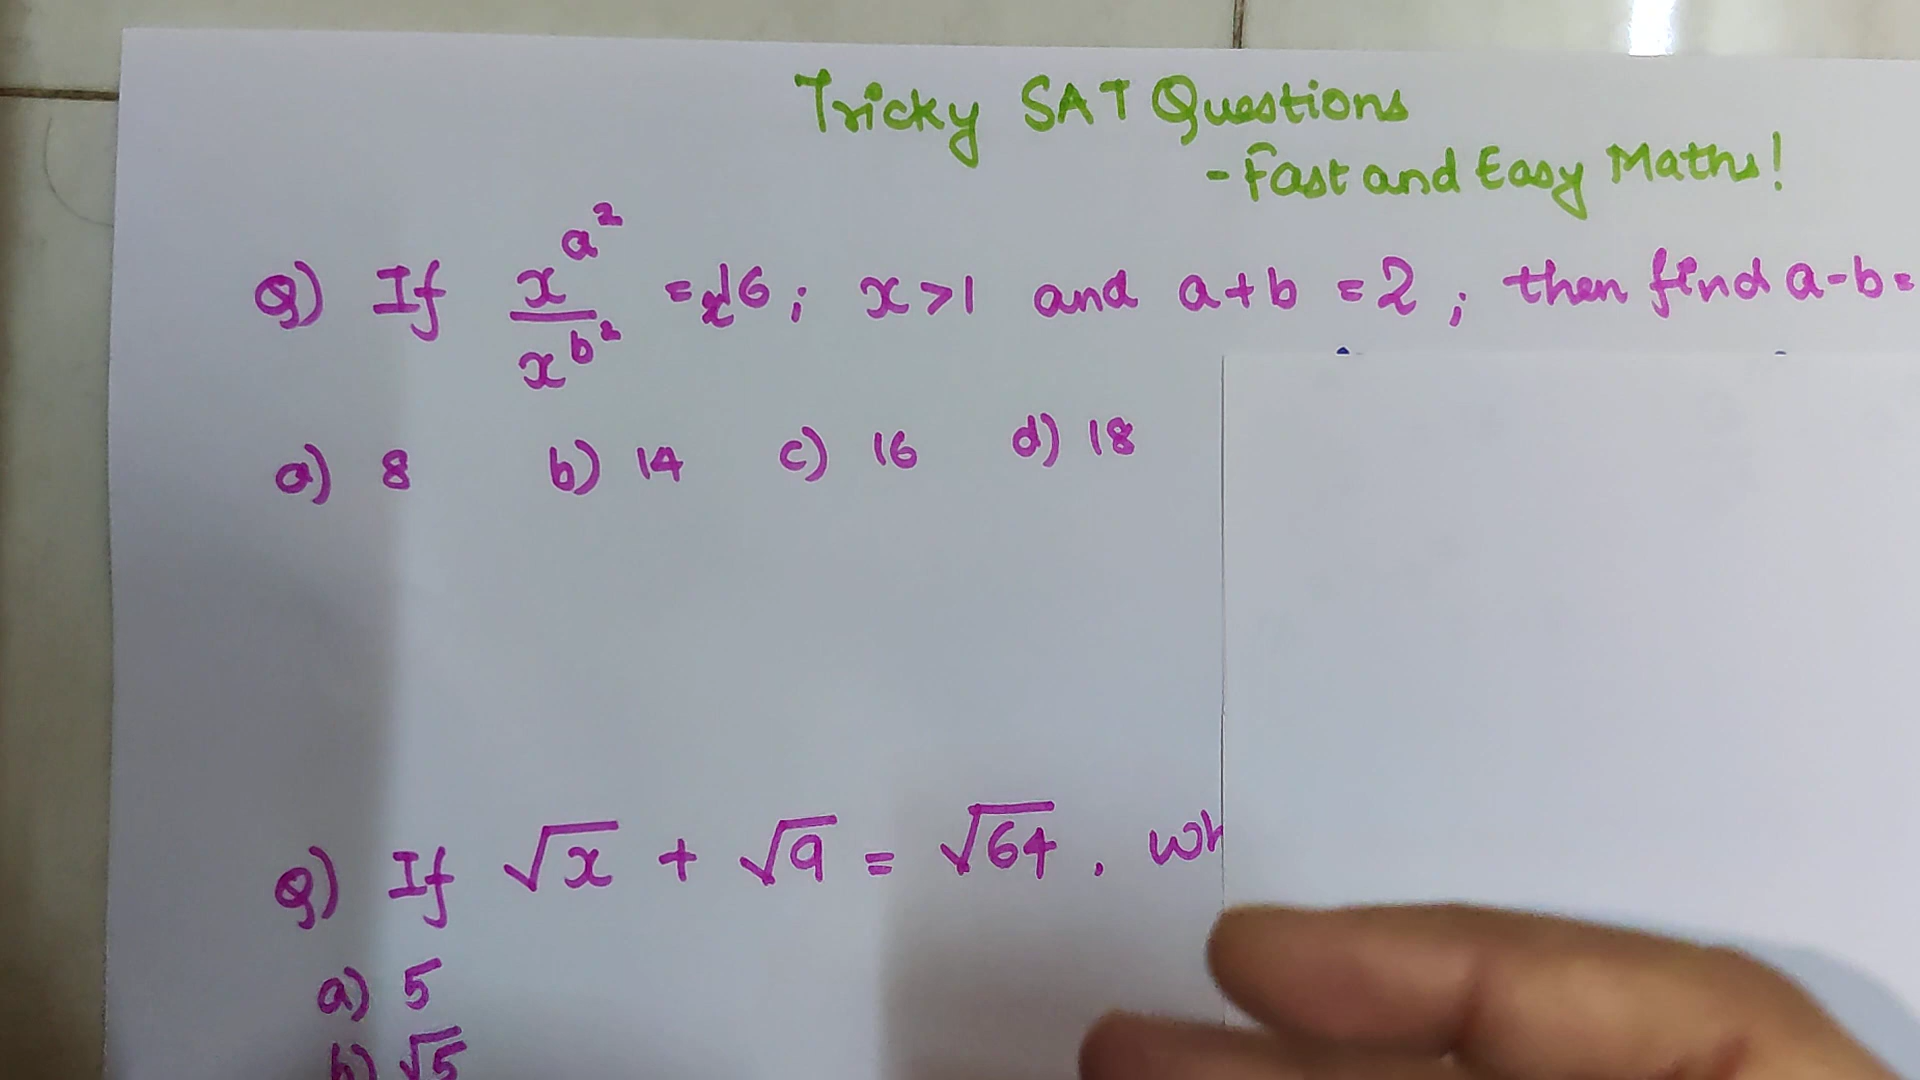 Tricky SAT Questions
- Fast and Easy Maths!
Q) If x^a² / x^b² = x^16 ; x > 1 and a + b = 2 ; then find a - b =
a) 8 b) 14 c) 16 d) 18
Q) If √x + √9 = √64 ,
a) 5
b) √5